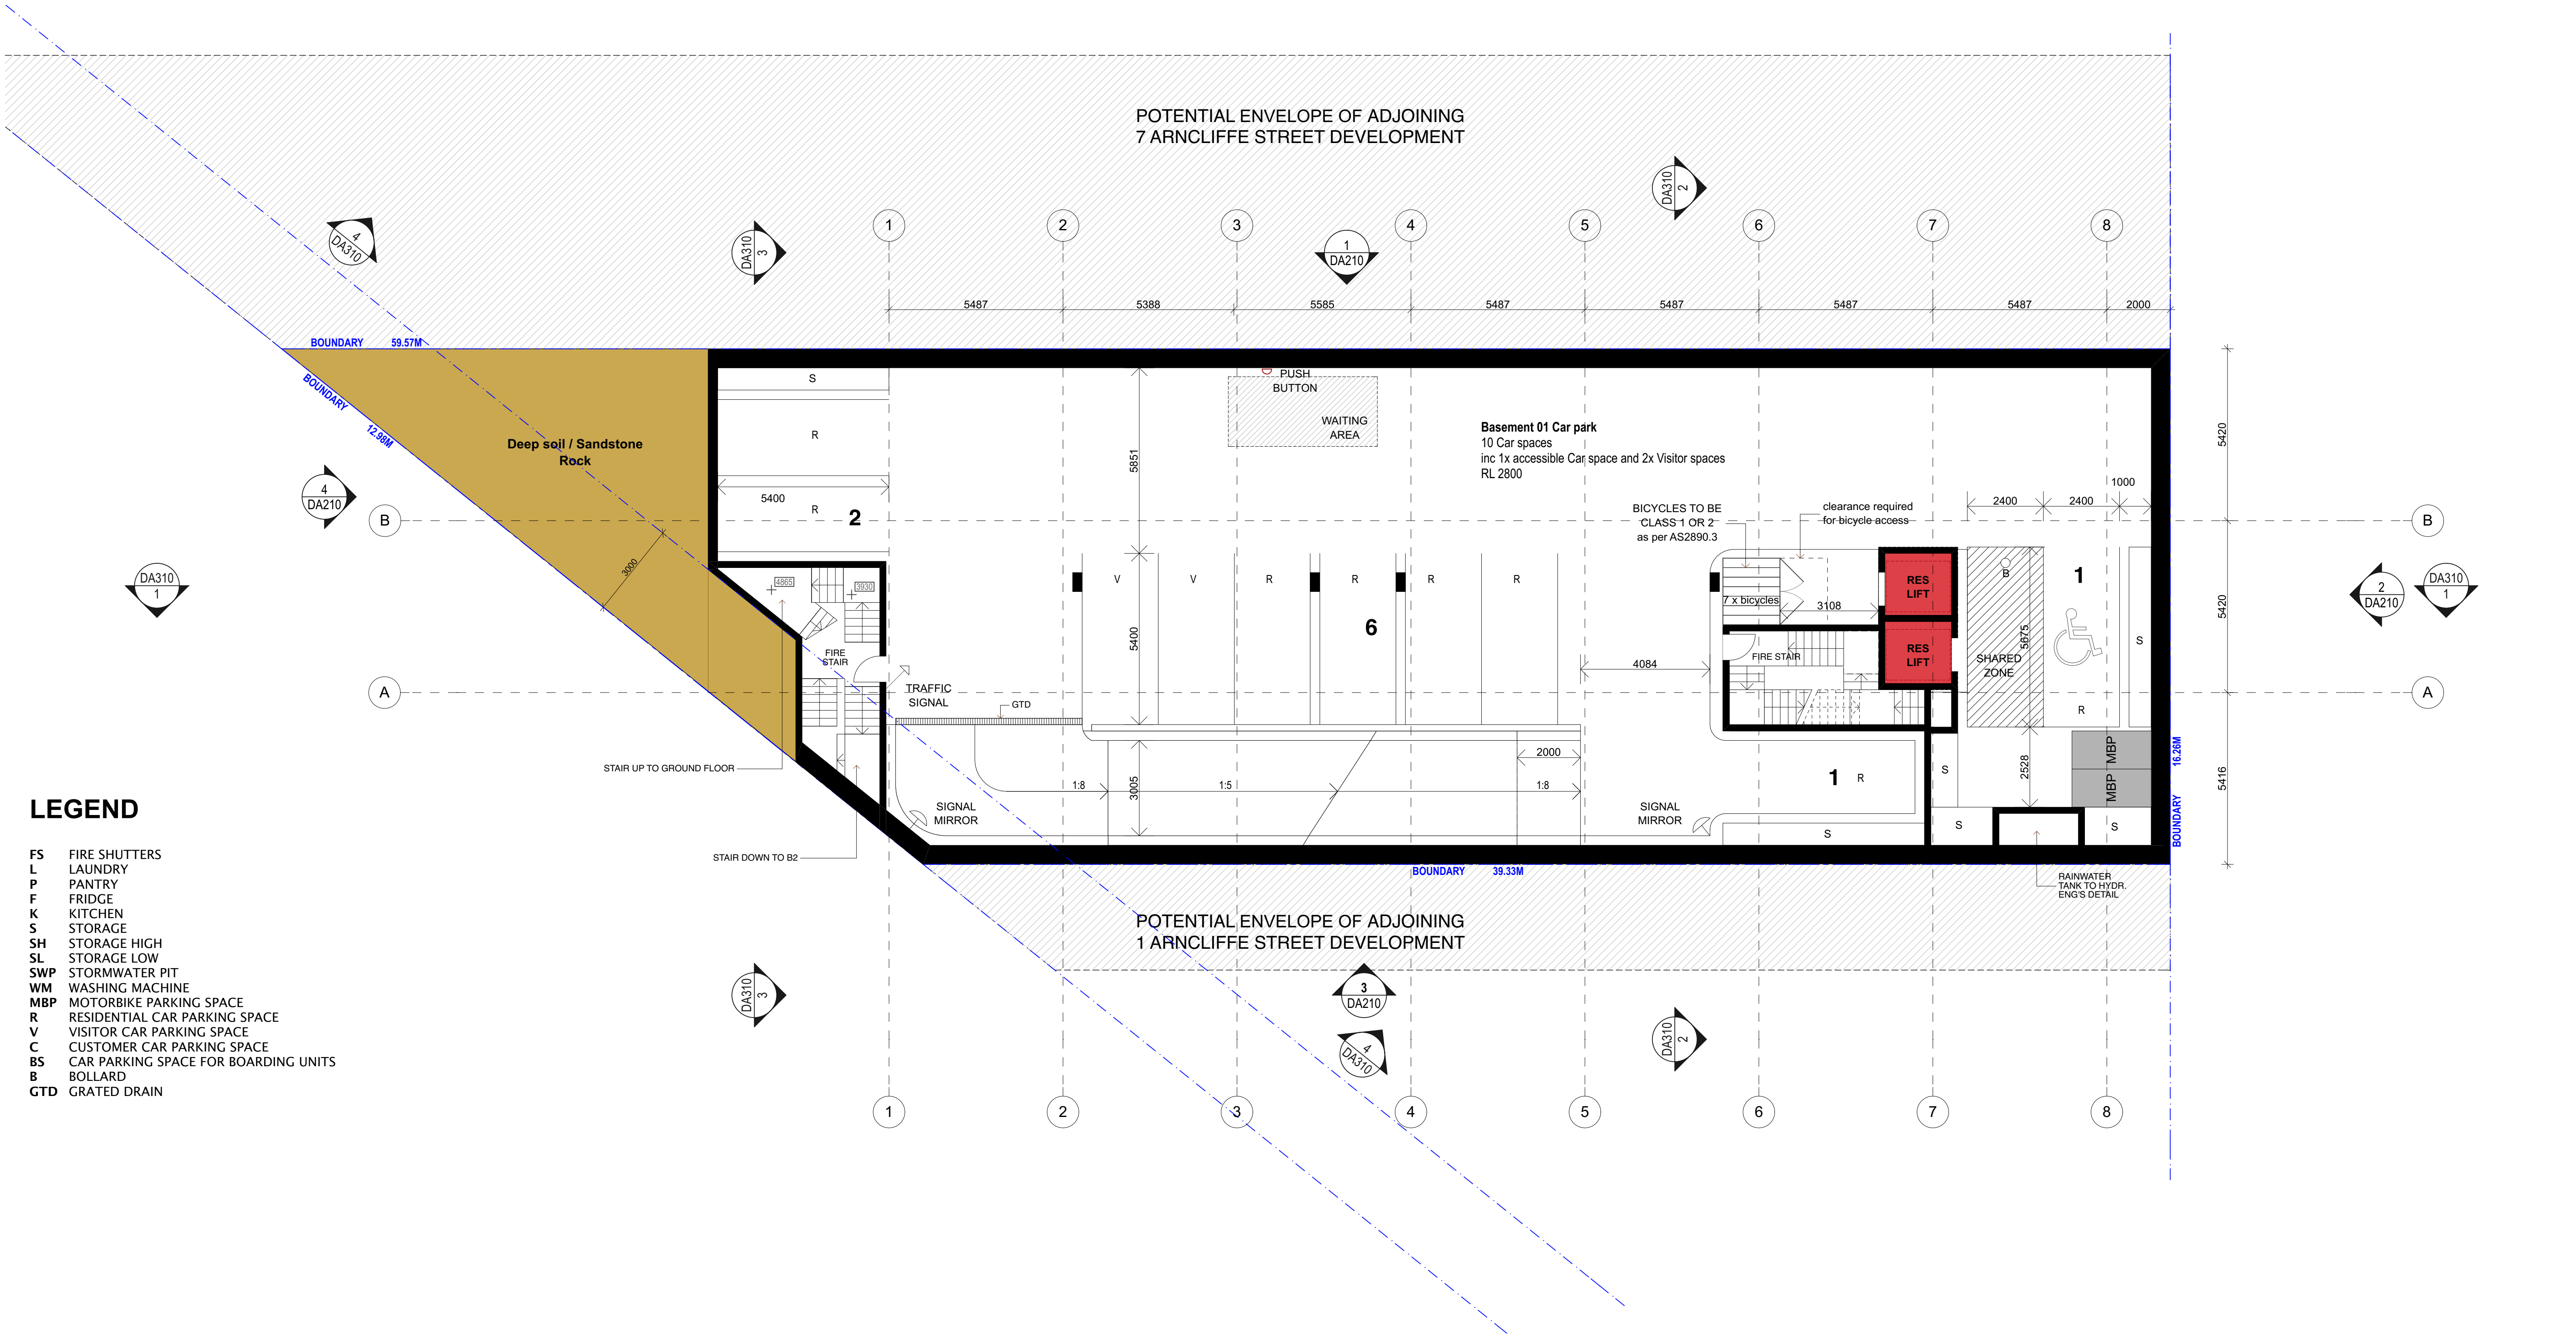 POTENTIAL ENVELOPE OF ADJOINING
7 ARNCLIFFE STREET DEVELOPMENT
DA310
2
4
DA310
DA310
3
1
DA210
1
2
3
4
5
6
7
8
5487
5388
5585
5487
5487
5487
5487
2000
BOUNDARY
59.57M
BOUNDARY
12.98M
Deep soil / Sandstone
Rock
3000
4
DA210
DA310
1
B
A
S
R
5400
R
2
PUSH
BUTTON
WAITING
AREA
5851
Basement 01 Car park
10 Car spaces
inc 1x accessible Car space and 2x Visitor spaces
RL 2800
BICYCLES TO BE
CLASS 1 OR 2
as per AS2890.3
clearance required
for bicycle access
1000
2400
2400
5420
B
4865
3930
V
V
R
R
R
R
6
5400
7 x bicycles
3108
RES
LIFT
RES
LIFT
B
1
5675
SHARED
ZONE
S
R
5420
2
DA210
DA310
1
A
FIRE
STAIR
FIRE STAIR
4084
TRAFFIC
SIGNAL
GTD
STAIR UP TO GROUND FLOOR
2000
1:8
3005
1:5
1:8
1
R
S
2528
MBP
MBP
16.26M
BOUNDARY
5416
SIGNAL
MIRROR
SIGNAL
MIRROR
S
S
S
STAIR DOWN TO B2
BOUNDARY
39.33M
RAINWATER
TANK TO HYDR.
ENG'S DETAIL
POTENTIAL ENVELOPE OF ADJOINING
1 ARNCLIFFE STREET DEVELOPMENT
DA310
3
3
DA210
4
DA310
DA310
2
1
2
3
4
5
6
7
8
LEGEND
FS FIRE SHUTTERS
L LAUNDRY
P PANTRY
F FRIDGE
K KITCHEN
S STORAGE
SH STORAGE HIGH
SL STORAGE LOW
SWP STORMWATER PIT
WM WASHING MACHINE
MBP MOTORBIKE PARKING SPACE
R RESIDENTIAL CAR PARKING SPACE
V VISITOR CAR PARKING SPACE
C CUSTOMER CAR PARKING SPACE
BS CAR PARKING SPACE FOR BOARDING UNITS
B BOLLARD
GTD GRATED DRAIN